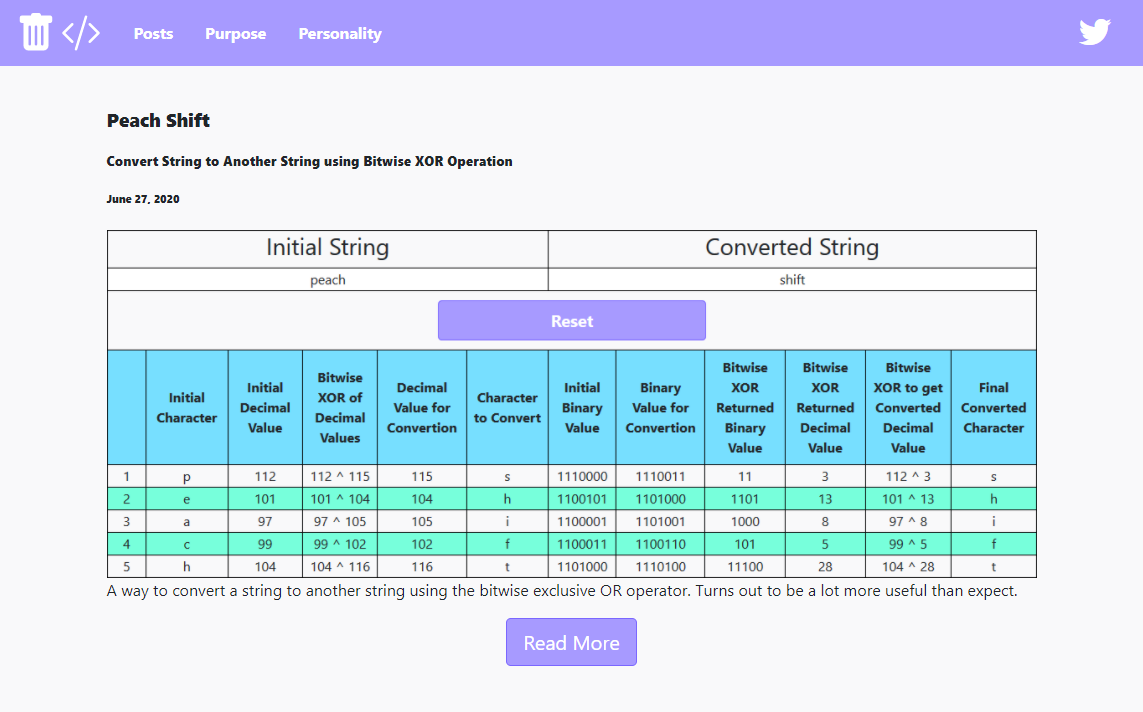 </> Posts Purpose Personality
Peach Shift
Convert String to Another String using Bitwise XOR Operation
June 27, 2020
Initial String Converted String
peach shift
Reset
Initial Character Initial Decimal Value Bitwise XOR of Decimal Values Decimal Value for Convertion Character to Convert Initial Binary Value Binary Value for Convertion Bitwise XOR Returned Binary Value Bitwise XOR Returned Decimal Value Bitwise XOR to get Converted Decimal Value Final Converted Character
1 p 112 112 ^ 115 115 s 1110000 1110011 11 3 112 ^ 3 s
2 e 101 101 ^ 104 104 h 1100101 1101000 1101 13 101 ^ 13 h
3 a 97 97 ^ 105 105 i 1100001 1101001 1000 8 97 ^ 8 i
4 c 99 99 ^ 102 102 f 1100011 1100110 101 5 99 ^ 5 f
5 h 104 104 ^ 116 116 t 1101000 1110100 11100 28 104 ^ 28 t
A way to convert a string to another string using the bitwise exclusive OR operator. Turns out to be a lot more useful than expect.
Read More